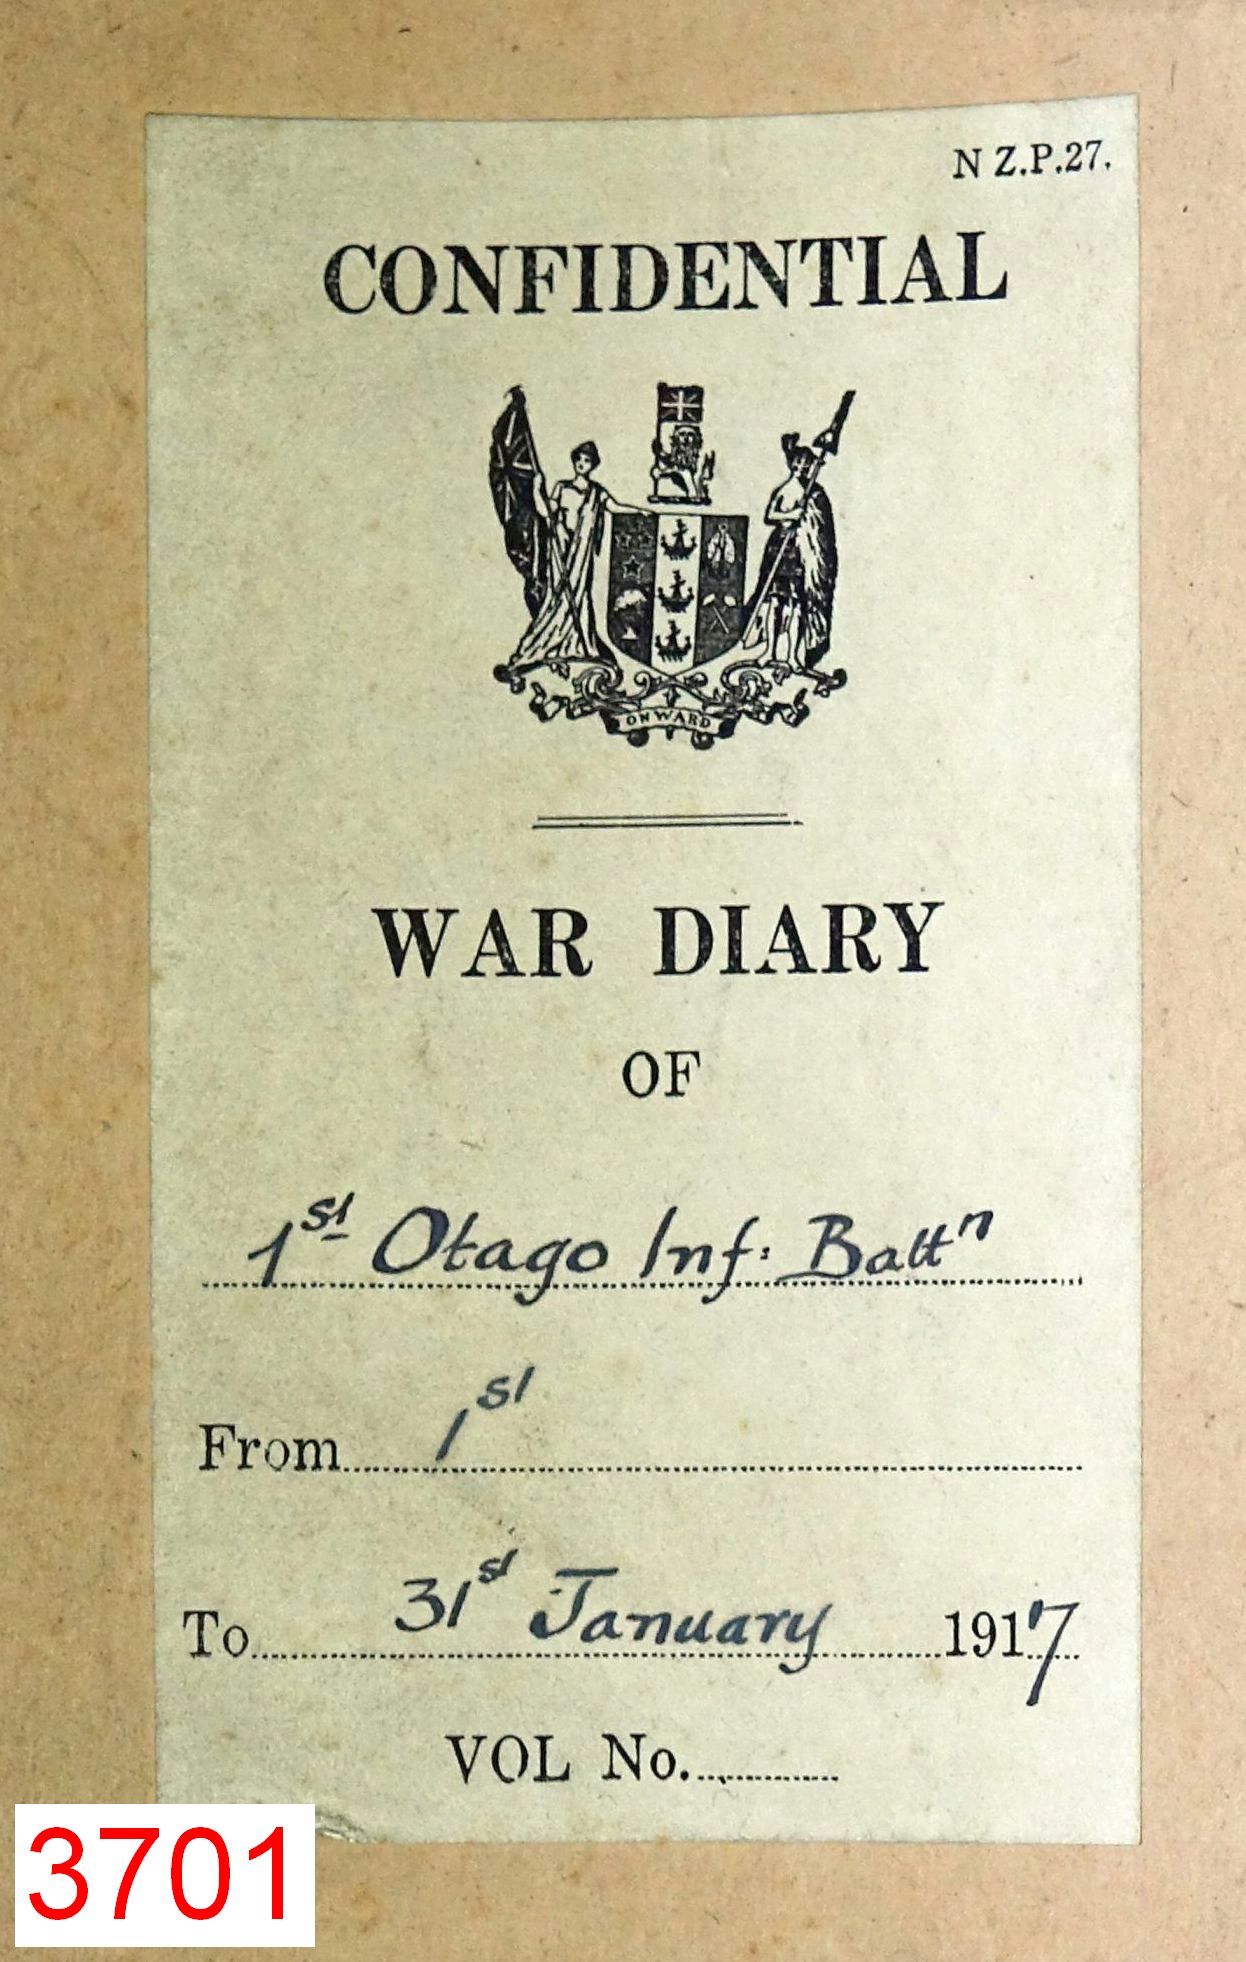 N Z.P.27.
CONFIDENTIAL
ONWARD
WAR DIARY
OF
1st Otago Inf: Battn
From 1st
To 31st January 1917
VOL No.
3701